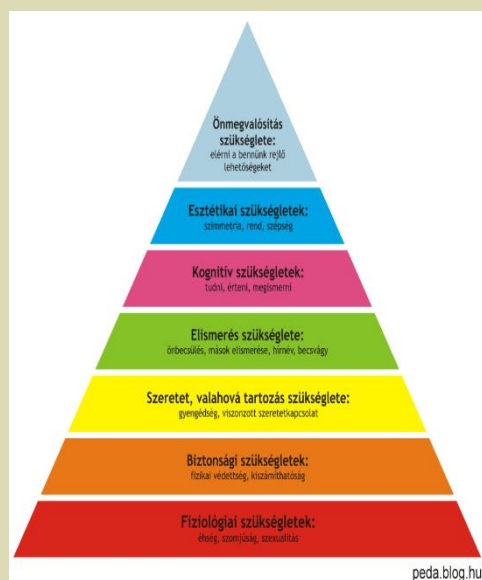 Önmegvalósítás
szükséglete:
elérni a bennünk rejlő
lehetőségeket
Esztétikai szükségletek:
szimmetria, rend, szépség
Kognitív szükségletek:
tudni, érteni, megismerni
Elismerés szükséglete:
önbecsülés, mások elismerése, hírnév, becsvágy
Szeretet, valahová tartozás szükséglete:
gyengédség, viszonzott szeretetkapcsolat
Biztonsági szükségletek:
fizikai védettség, kiszámíthatóság
Fiziológiai szükségletek:
éhség, szomjúság, szexualitás
peda.blog.hu